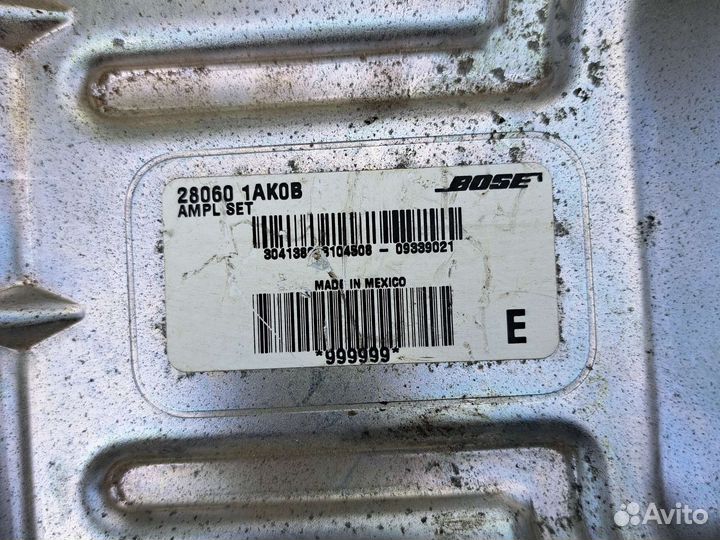 28060 1AK0B
BOSE
AMPL SET
09339021
MADE IN MEXICO
*999999*
E
Avito